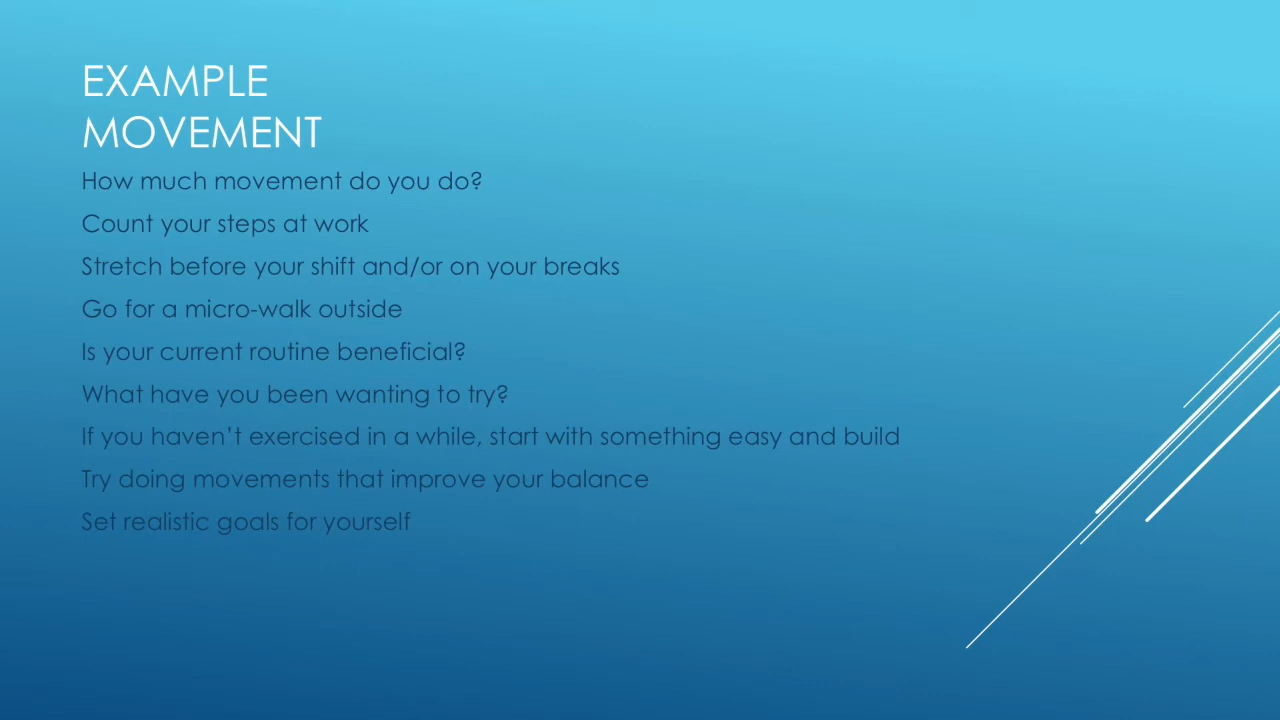 EXAMPLE
MOVEMENT
How much movement do you do?
Count your steps at work
Stretch before your shift and/or on your breaks
Go for a micro-walk outside
Is your current routine beneficial?
What have you been wanting to try?
If you haven’t exercised in a while, start with something easy and build
Try doing movements that improve your balance
Set realistic goals for yourself